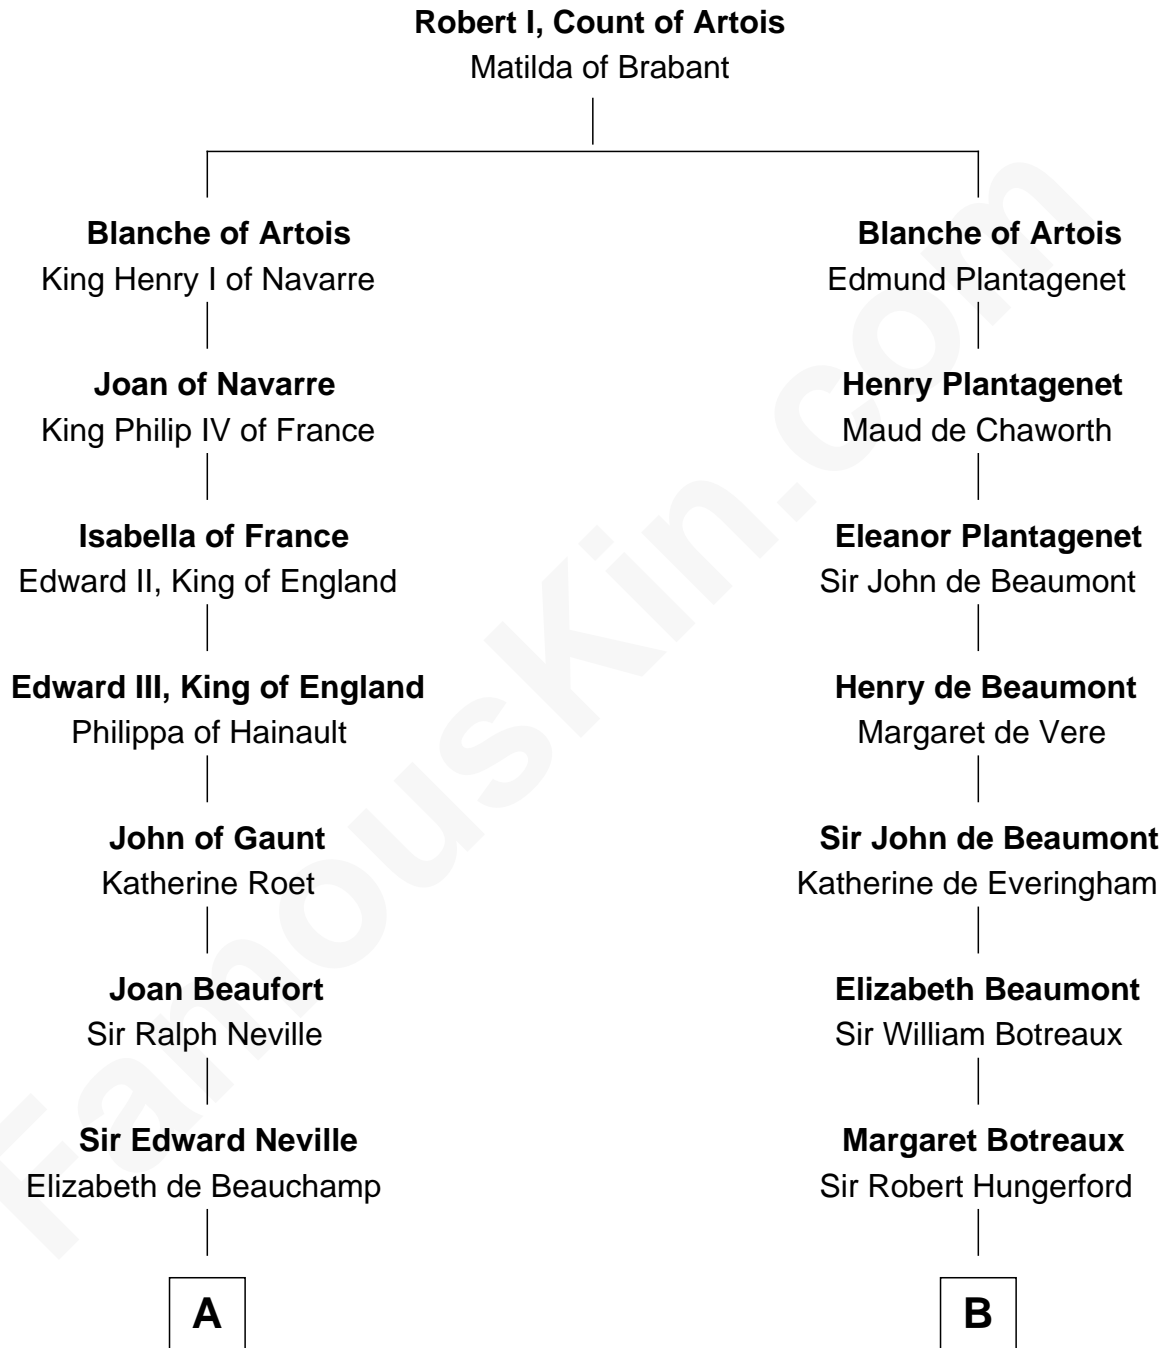 Robert I, Count of Artois
Matilda of Brabant
Blanche of Artois
King Henry I of Navarre
Blanche of Artois
Edmund Plantagenet
Joan of Navarre
King Philip IV of France
Henry Plantagenet
Maud de Chaworth
Isabella of France
Edward II, King of England
Eleanor Plantagenet
Sir John de Beaumont
Edward III, King of England
Philippa of Hainault
Henry de Beaumont
Margaret de Vere
John of Gaunt
Katherine Roet
Sir John de Beaumont
Katherine de Everingham
Joan Beaufort
Sir Ralph Neville
Elizabeth Beaumont
Sir William Botreaux
Sir Edward Neville
Elizabeth de Beauchamp
Margaret Botreaux
Sir Robert Hungerford
A
B
FamousKin.com